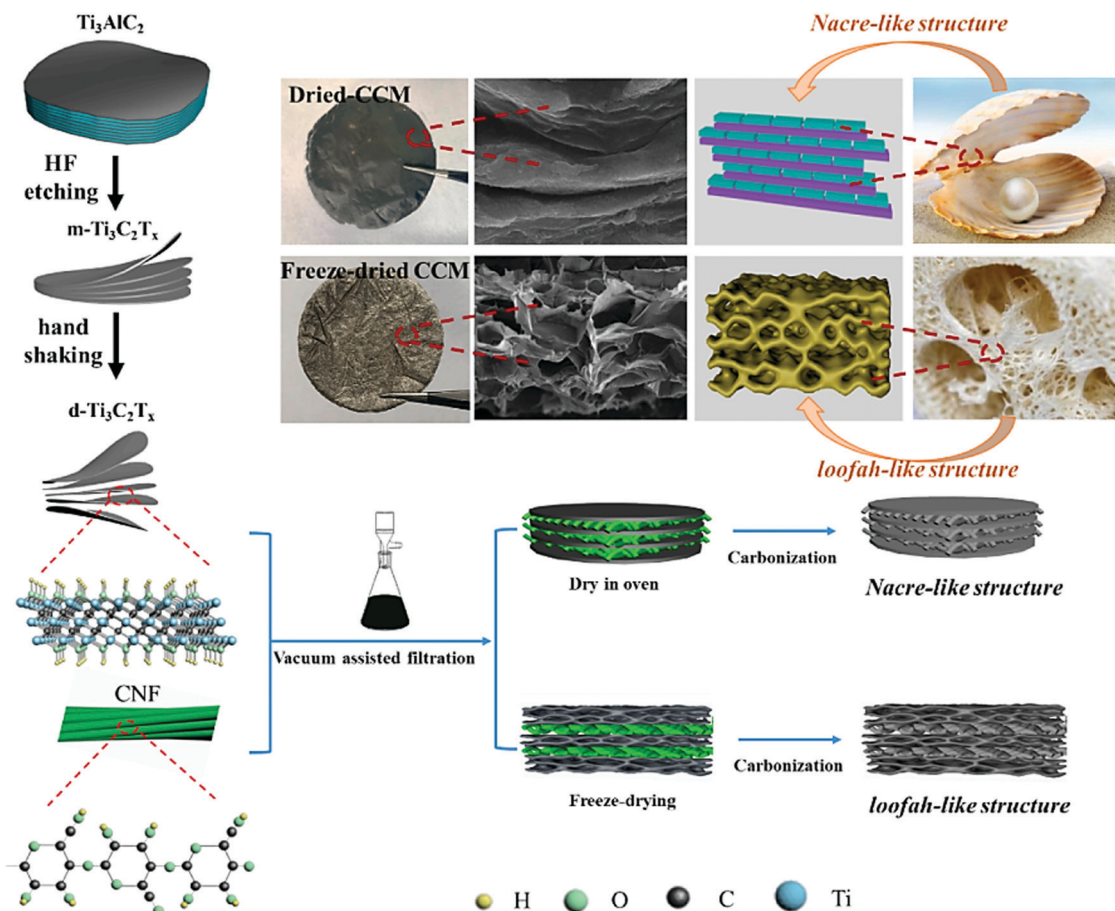 Ti₃AlC₂
HF
etching
m-Ti₃C₂Tₓ
hand
shaking
d-Ti₃C₂Tₓ
CNF
Nacre-like structure
Dried-CCM
Freeze-dried CCM
loofah-like structure
Vacuum assisted filtration
Dry in oven
Carbonization
Nacre-like structure
Freeze-drying
Carbonization
loofah-like structure
H O C Ti